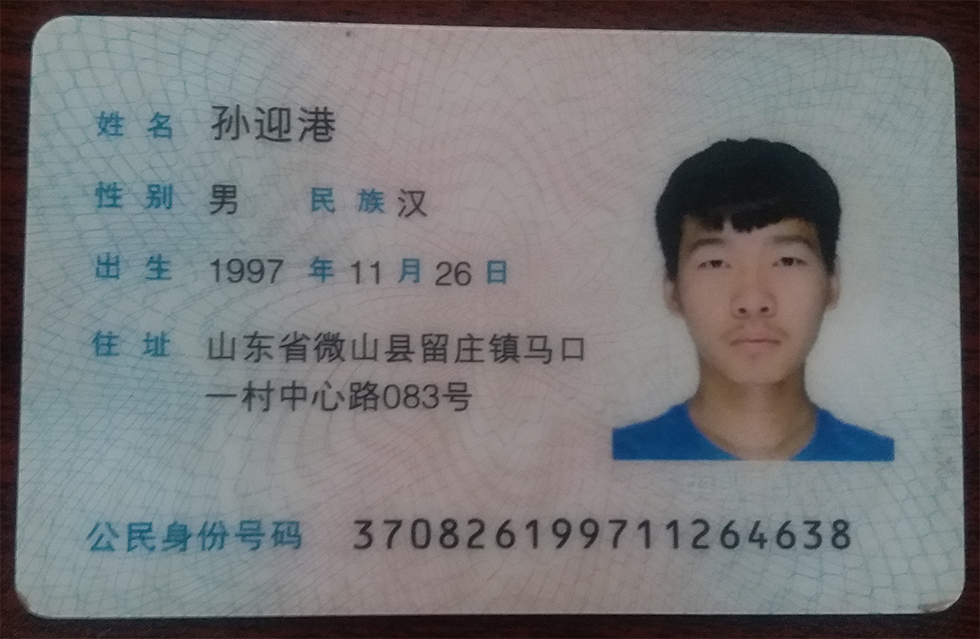 姓名 孙迎港
性别 男 民族 汉
出生 1997 年 11 月 26 日
住址 山东省微山县留庄镇马口
一村中心路083号
公民身份号码 370826199711264638